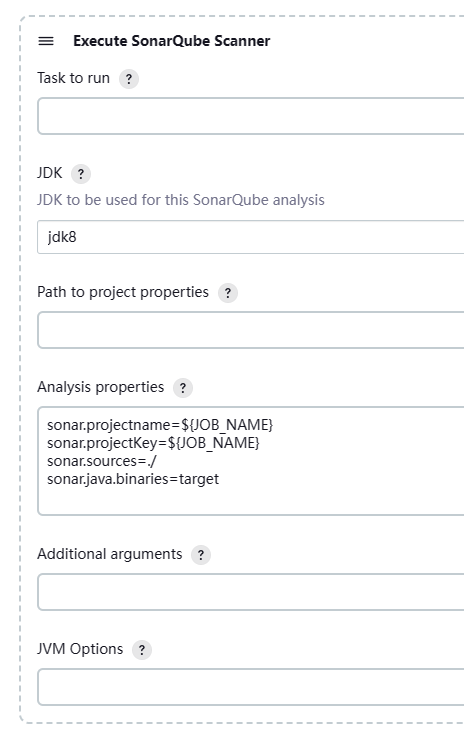 Execute SonarQube Scanner
Task to run ?
JDK ?
JDK to be used for this SonarQube analysis
jdk8
Path to project properties ?
Analysis properties ?
sonar.projectname=${JOB_NAME}
sonar.projectKey=${JOB_NAME}
sonar.sources=./
sonar.java.binaries=target
Additional arguments ?
JVM Options ?